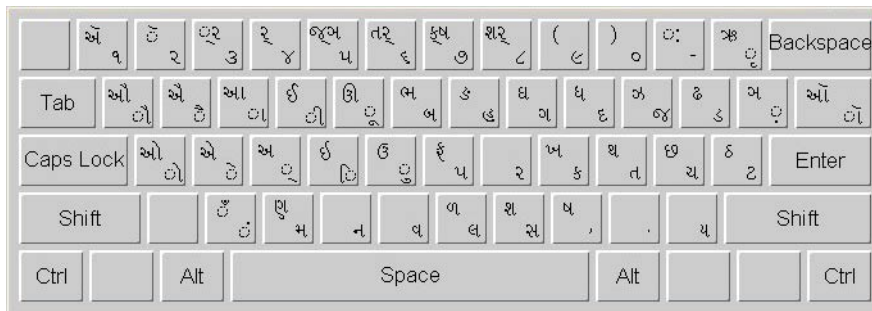 ઍ ૧ ૅ ૨ ્ર ૩ ર્ ૪ જ્ઞ ૫ ત્ર ૬ ક્ષ ૭ શ્ર ૮ ( ૯ ) ૦ ઃ - ઋ ૃ Backspace
Tab ઔ ૌ ઐ ૈ આ ા ઈ ી ઊ ૂ ભ બ ઙ હ ઘ ગ ધ દ ઝ જ ઢ ડ ઞ ઼ ઑ ૉ
Caps Lock ઓ ો એ ે અ ્ ઇ િ ઉ ુ ફ પ ર ખ ક થ ત છ ચ ઠ ટ Enter
Shift ઁ ં ણ મ ન વ ળ લ શ સ ષ , . ય Shift
Ctrl Alt Space Alt Ctrl